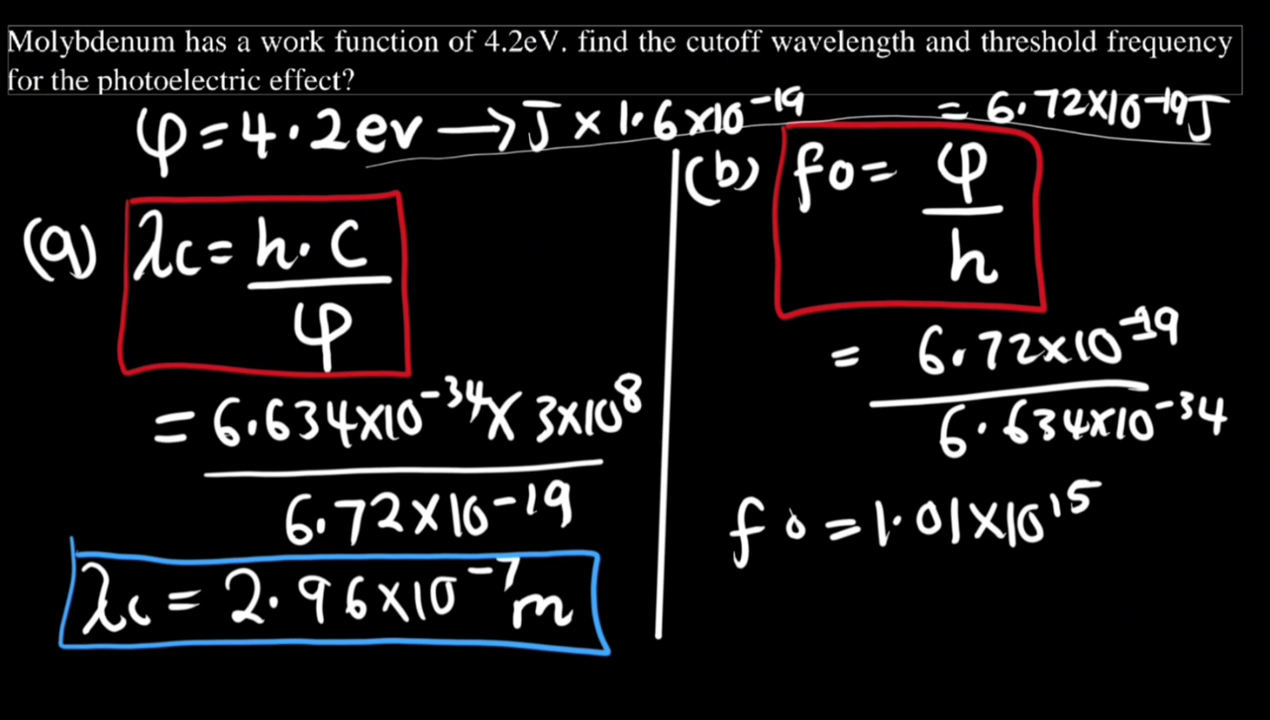 Molybdenum has a work function of 4.2eV. find the cutoff wavelength and threshold frequency
for the photoelectric effect?
φ = 4.2ev → J × 1.6×10⁻¹⁹ = 6.72×10⁻¹⁹J
(a) λc = h·C / φ
= 6.634×10⁻³⁴ × 3×10⁸ / 6.72×10⁻¹⁹
λc = 2.96×10⁻⁷m
(b) fo = φ / h
= 6.72×10⁻¹⁹ / 6.634×10⁻³⁴
fo = 1.01×10¹⁵